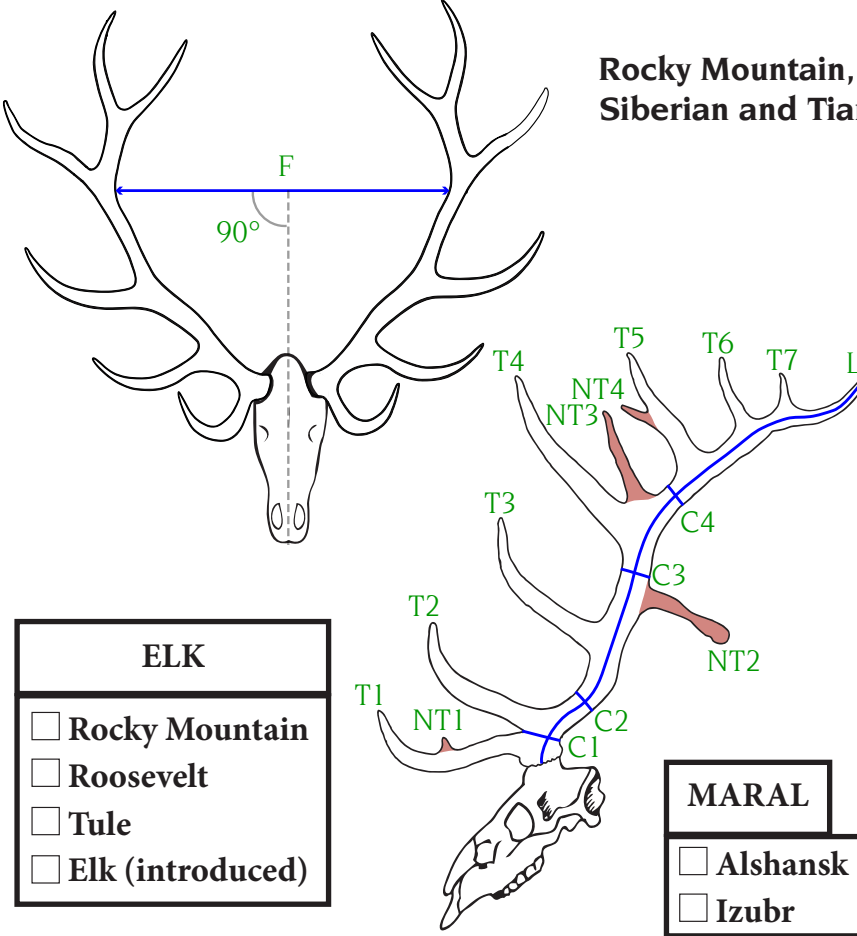 Rocky Mountain,
Siberian and
F
90°
T5
T6
T7
L
T4
NT4
NT3
T3
C4
C3
T2
NT2
T1
NT1
C2
C1
ELK
Rocky Mountain
Roosevelt
Tule
Elk (introduced)
MARAL
Alshansk
Izubr